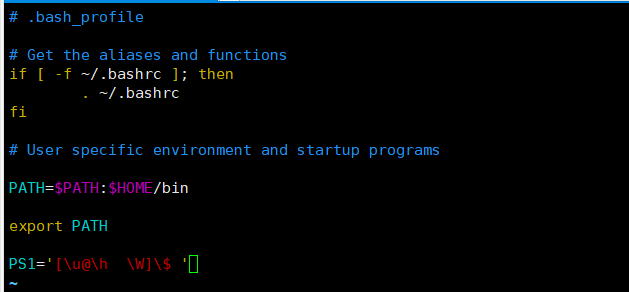 # .bash_profile
# Get the aliases and functions
if [ -f ~/.bashrc ]; then
        . ~/.bashrc
fi
# User specific environment and startup programs
PATH=$PATH:$HOME/bin
export PATH
PS1='[\u@\h  \W]\$ '
~